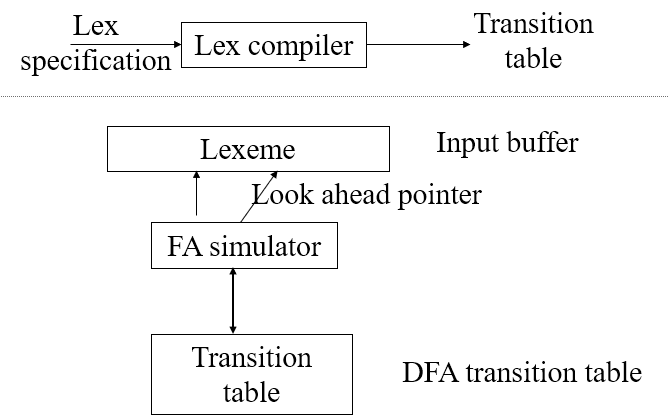 Lex
specification
Lex compiler
Transition
table
Lexeme
Input buffer
Look ahead pointer
FA simulator
Transition
table
DFA transition table